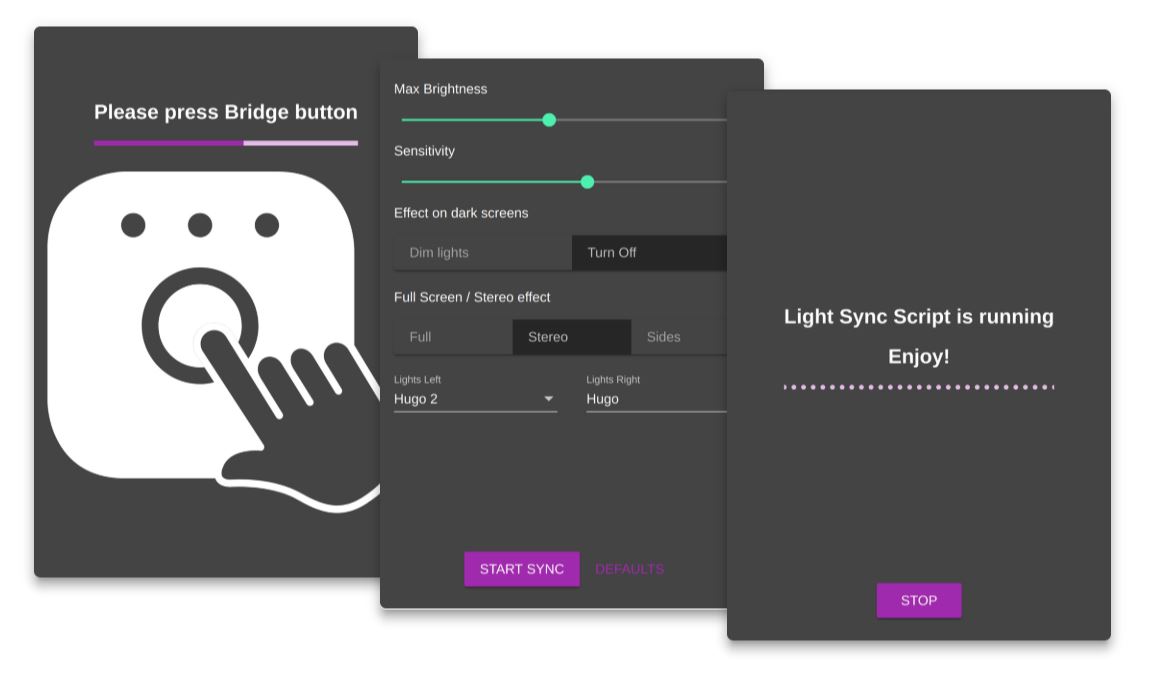 Please press Bridge button
Max Brightness
Sensitivity
Effect on dark screens
Dim lights
Turn Off
Full Screen / Stereo effect
Full
Stereo
Sides
Lights Left
Lights Right
Hugo 2
Hugo
START SYNC
DEFAULTS
Light Sync Script is running
Enjoy!
STOP